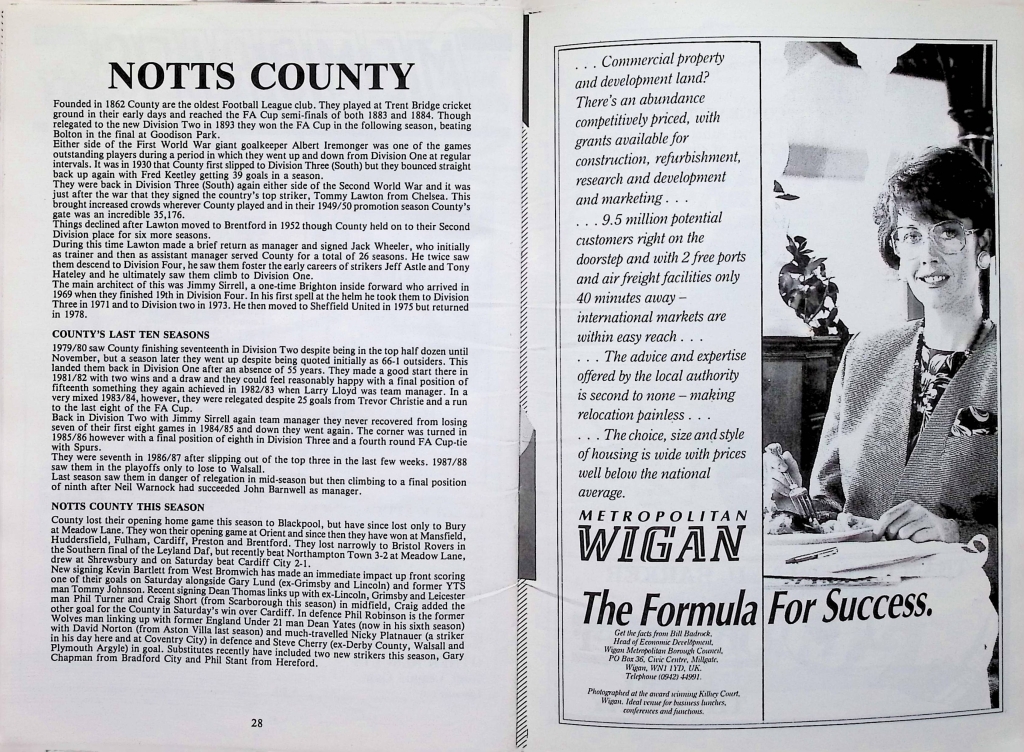 NOTTS COUNTY
Founded in 1862 County are the oldest Football League club. They played at Trent Bridge cricket
ground in their early days and reached the FA Cup semi-finals of both 1883 and 1884. Though
relegated to the new Division Two in 1893 they won the FA Cup in the following season, beating
Bolton in the final at Goodison Park.
Either side of the First World War giant goalkeeper Albert Iremonger was one of the games
outstanding players during a period in which they went up and down from Division One at regular
intervals. It was in 1930 that County first slipped to Division Three (South) but they bounced straight
back up again with Fred Keetley getting 39 goals in a season.
They were back in Division Three (South) again either side of the Second World War and it was
just after the war that they signed the country's top striker, Tommy Lawton from Chelsea. This
brought increased crowds wherever County played and in their 1949/50 promotion season County's
gate was an incredible 35,176.
Things declined after Lawton moved to Brentford in 1952 though County held on to their Second
Division place for six more seasons.
During this time Lawton made a brief return as manager and signed Jack Wheeler, who initially
as trainer and then as assistant manager served County for a total of 26 seasons. He twice saw
them descend to Division Four, he saw them foster the early careers of strikers Jeff Astle and Tony
Hateley and he ultimately saw them climb to Division One.
The main architect of this was Jimmy Sirrell, a one-time Brighton inside forward who arrived in
1969 when they finished 19th in Division Four. In his first spell at the helm he took them to Division
Three in 1971 and to Division two in 1973. He then moved to Sheffield United in 1975 but returned
in 1978.
COUNTY'S LAST TEN SEASONS
1979/80 saw County finishing seventeenth in Division Two despite being in the top half dozen until
November, but a season later they went up despite being quoted initially as 66-1 outsiders. This
landed them back in Division One after an absence of 55 years. They made a good start there in
1981/82 with two wins and a draw and they could feel reasonably happy with a final position of
fifteenth something they again achieved in 1982/83 when Larry Lloyd was team manager. In a
very mixed 1983/84, however, they were relegated despite 25 goals from Trevor Christie and a run
to the last eight of the FA Cup.
Back in Division Two with Jimmy Sirrell again team manager they never recovered from losing
seven of their first eight games in 1984/85 and down they went again. The corner was turned in
1985/86 however with a final position of eighth in Division Three and a fourth round FA Cup-tie
with Spurs.
They were seventh in 1986/87 after slipping out of the top three in the last few weeks. 1987/88
saw them in the playoffs only to lose to Walsall.
Last season saw them in danger of relegation in mid-season but then climbing to a final position
of ninth after Neil Warnock had succeeded John Barnwell as manager.
NOTTS COUNTY THIS SEASON
County lost their opening home game this season to Blackpool, but have since lost only to Bury
at Meadow Lane. They won their opening game at Orient and since then they have won at Mansfield,
Huddersfield, Fulham, Cardiff, Preston and Brentford. They lost narrowly to Bristol Rovers in
the Southern final of the Leyland Daf, but recently beat Northampton Town 3-2 at Meadow Lane,
drew at Shrewsbury and on Saturday beat Cardiff City 2-1.
New signing Kevin Bartlett from West Bromwich has made an immediate impact up front scoring
one of their goals on Saturday alongside Gary Lund (ex-Grimsby and Lincoln) and former YTS
man Tommy Johnson. Recent signing Dean Thomas links up with ex-Lincoln, Grimsby and Leicester
man Phil Turner and Craig Short (from Scarborough this season) in midfield, Craig added the
other goal for the County in Saturday's win over Cardiff. In defence Phil Robinson is the former
Wolves man linking up with former England Under 21 man Dean Yates (now in his sixth season)
with David Norton (from Aston Villa last season) and much-travelled Nicky Platnauer (a striker
in his day here and at Coventry City) in defence and Steve Cherry (ex-Derby County, Walsall and
Plymouth Argyle) in goal. Substitutes recently have included two new strikers this season, Gary
Chapman from Bradford City and Phil Stant from Hereford.
28
. . . Commercial property
and development land?
There's an abundance
competitively priced, with
grants available for
construction, refurbishment,
research and development
and marketing . . .
. . . 9.5 million potential
customers right on the
doorstep and with 2 free ports
and air freight facilities only
40 minutes away –
international markets are
within easy reach . . .
. . . The advice and expertise
offered by the local authority
is second to none – making
relocation painless . . .
. . . The choice, size and style
of housing is wide with prices
well below the national
average.
METROPOLITAN
WIGAN
The Formula For Success.
Get the facts from Bill Badrock,
Head of Economic Development,
Wigan Metropolitan Borough Council,
PO Box 36, Civic Centre, Millgate,
Wigan, WN1 1YD, UK.
Telephone (0942) 44991.
Photographed at the award winning Kilhey Court,
Wigan. Ideal venue for business lunches,
conferences and functions.